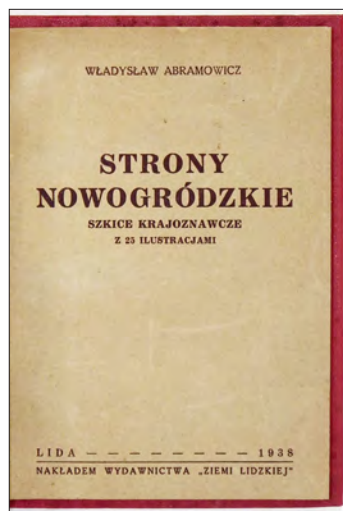 WŁADYSŁAW ABRAMOWICZ
STRONY
NOWOGRÓDZKIE
SZKICE KRAJOZNAWCZE
Z 25 ILUSTRACJAMI
LIDA — — — — — — — — 1938
NAKŁADEM WYDAWNICTWA „ZIEMI LIDZKIEJ"